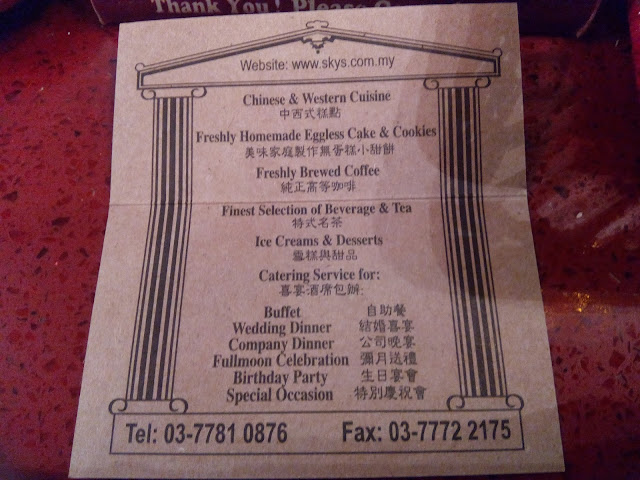 Thank You! Please
Website: www.skys.com.my
Chinese & Western Cuisine
中西式糕點
Freshly Homemade Eggless Cake & Cookies
美味家庭製作無蛋糕小甜餅
Freshly Brewed Coffee
純正高等咖啡
Finest Selection of Beverage & Tea
特式名茶
Ice Creams & Desserts
雪糕與甜品
Catering Service for:
喜宴酒席包辦:
Buffet 自助餐
Wedding Dinner 結婚喜宴
Company Dinner 公司晚宴
Fullmoon Celebration 彌月送禮
Birthday Party 生日宴會
Special Occasion 特別慶祝會
Tel: 03-7781 0876 Fax: 03-7772 2175